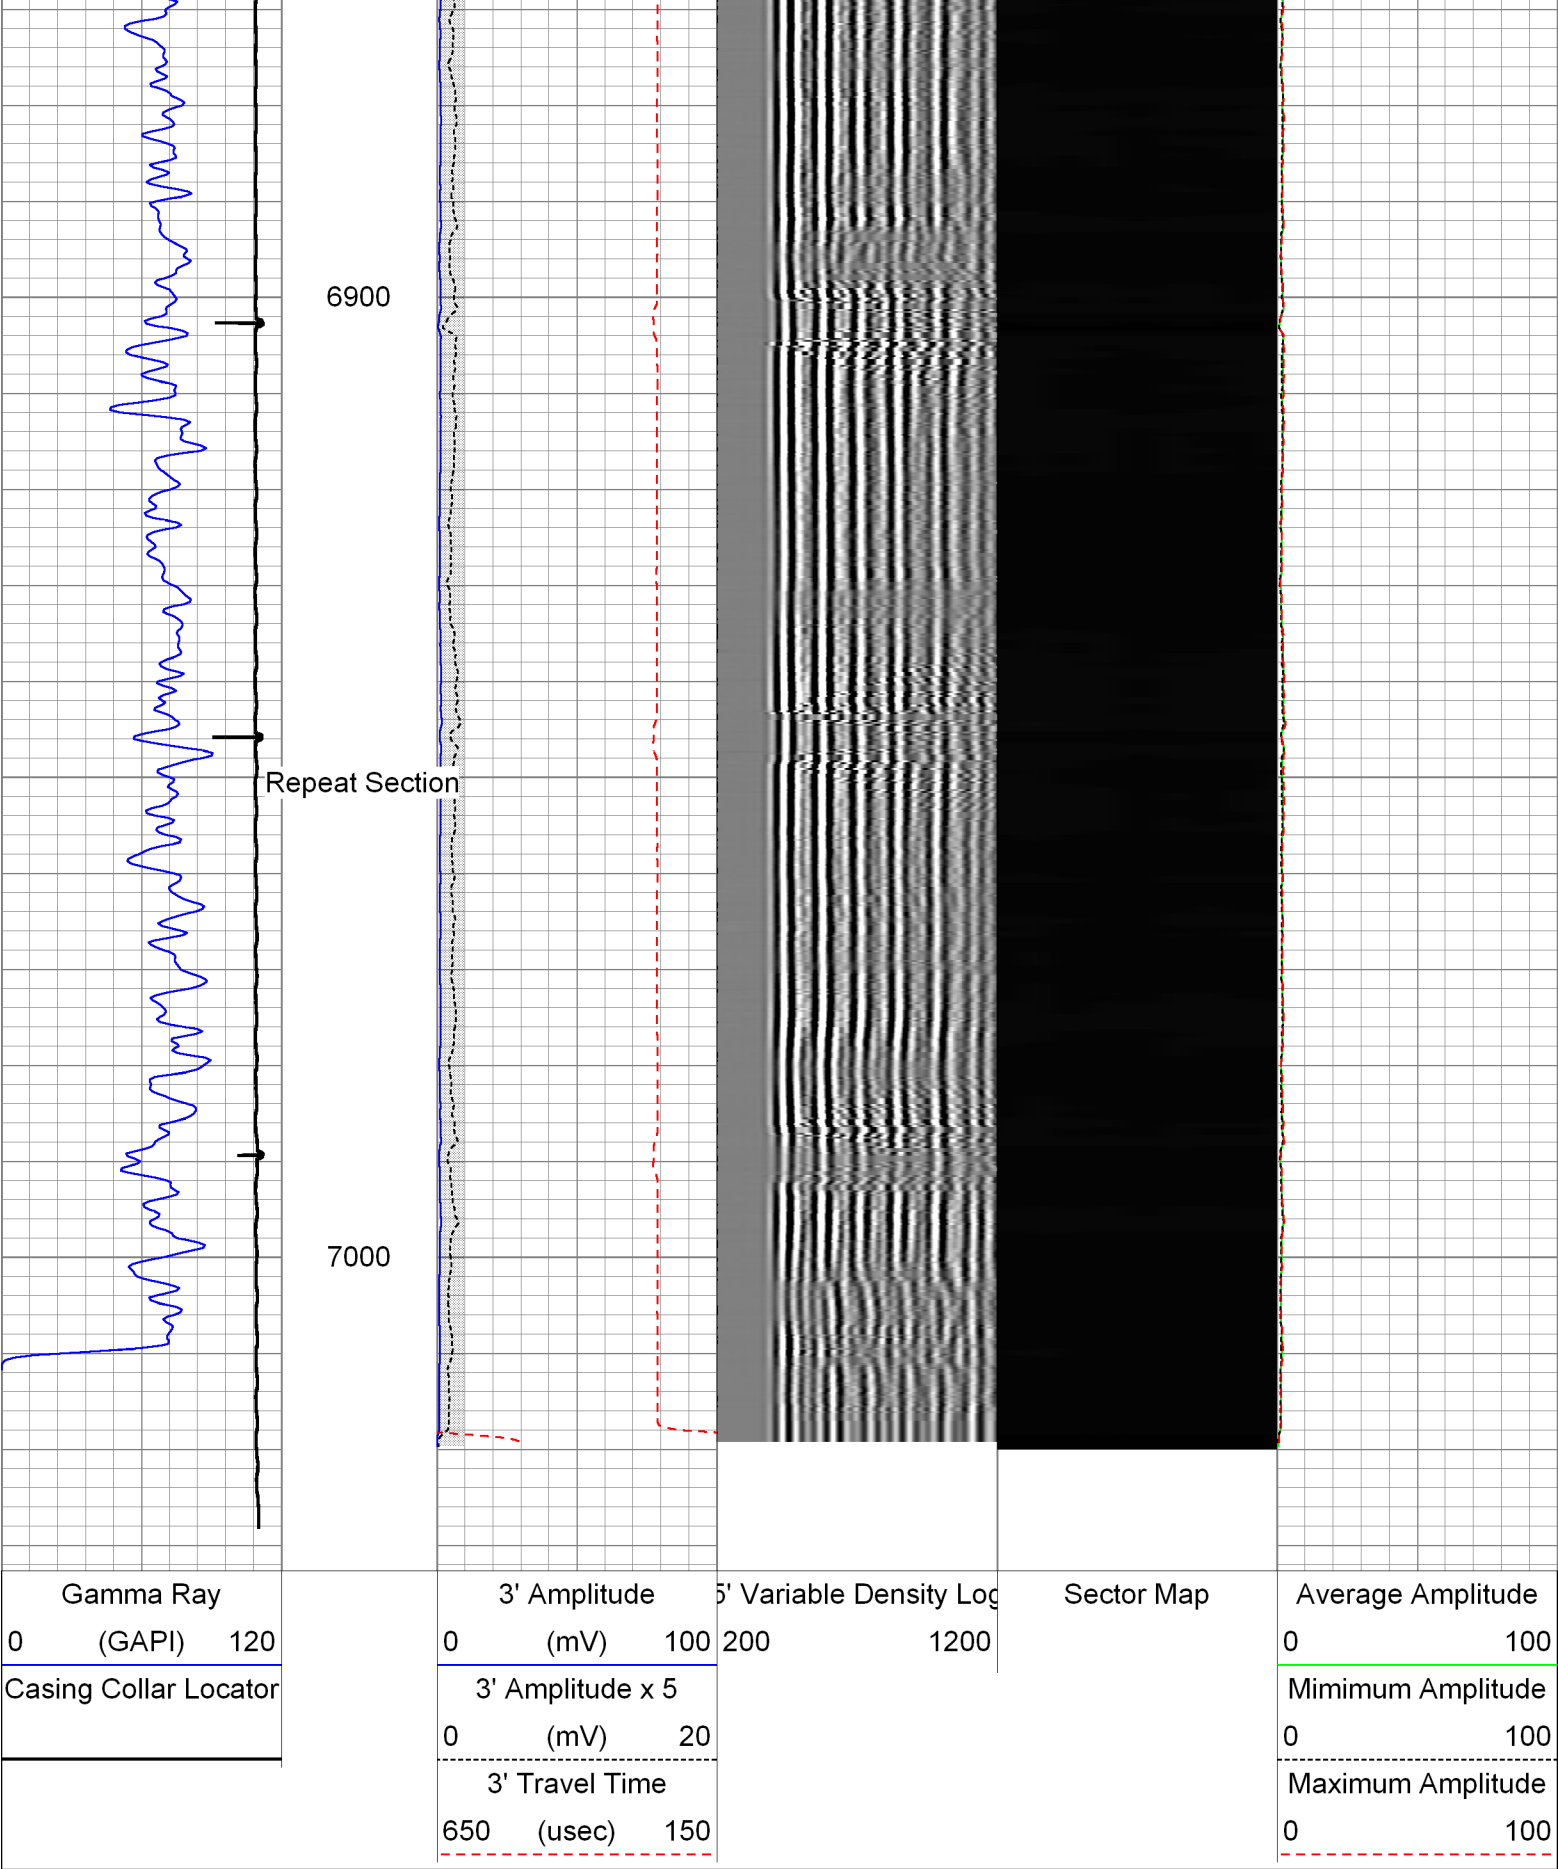 6900
Repeat Section
7000
Gamma Ray
0 (GAPI) 120
Casing Collar Locator
3' Amplitude
0 (mV) 100
3' Amplitude x 5
0 (mV) 20
3' Travel Time
650 (usec) 150
5' Variable Density Log
200 1200
Sector Map
Average Amplitude
0 100
Mimimum Amplitude
0 100
Maximum Amplitude
0 100